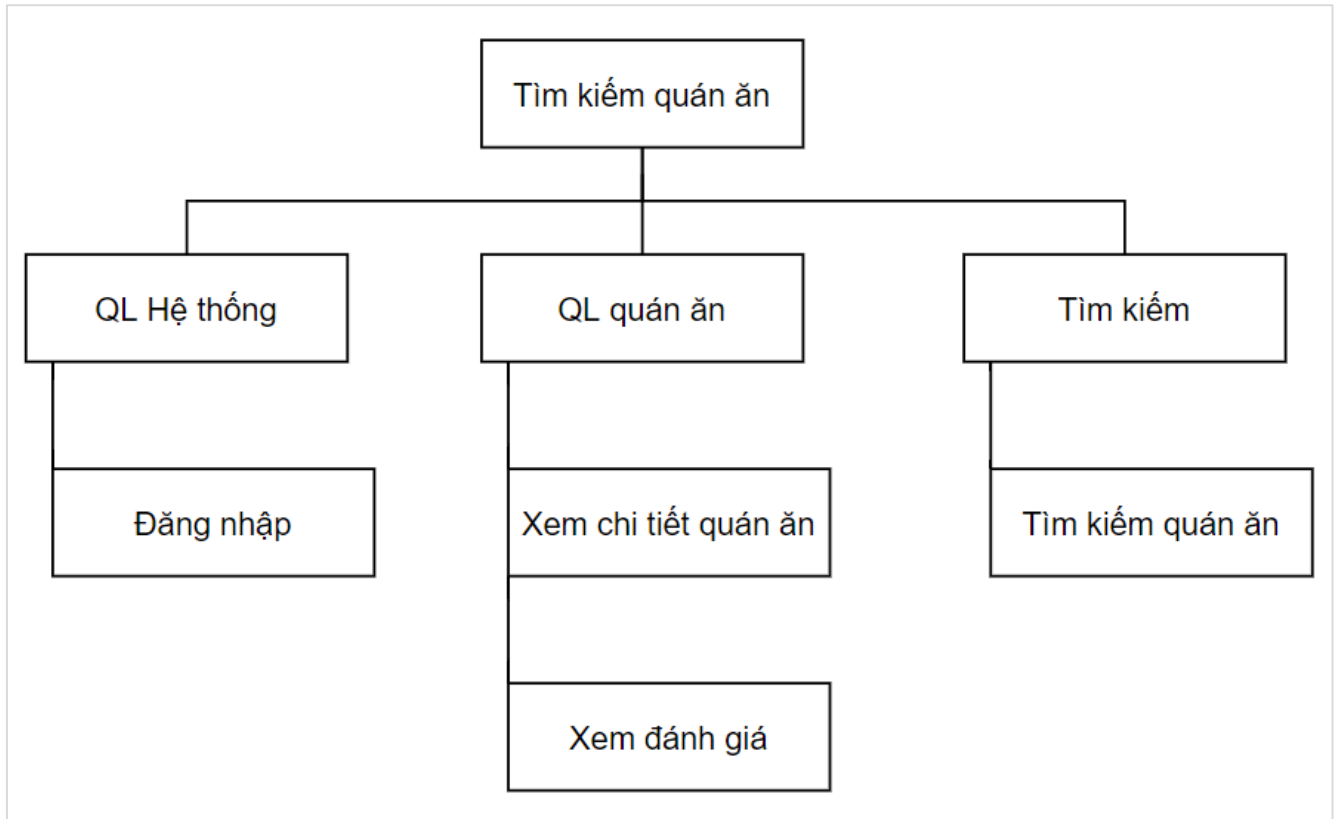 Tìm kiếm quán ăn
QL Hệ thống
QL quán ăn
Tìm kiếm
Đăng nhập
Xem chi tiết quán ăn
Tìm kiếm quán ăn
Xem đánh giá